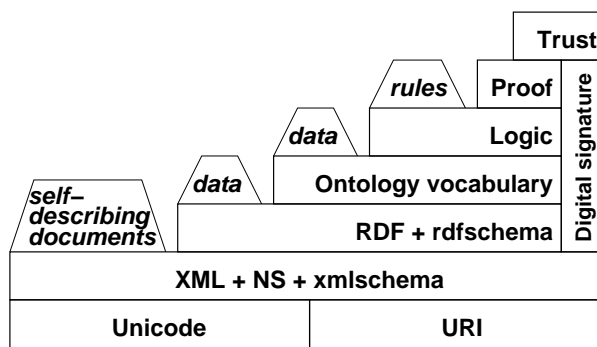 Trust
rules
Proof
data
Logic
self–
describing
documents
data
Ontology vocabulary
RDF + rdfschema
Digital signature
XML + NS + xmlschema
Unicode
URI